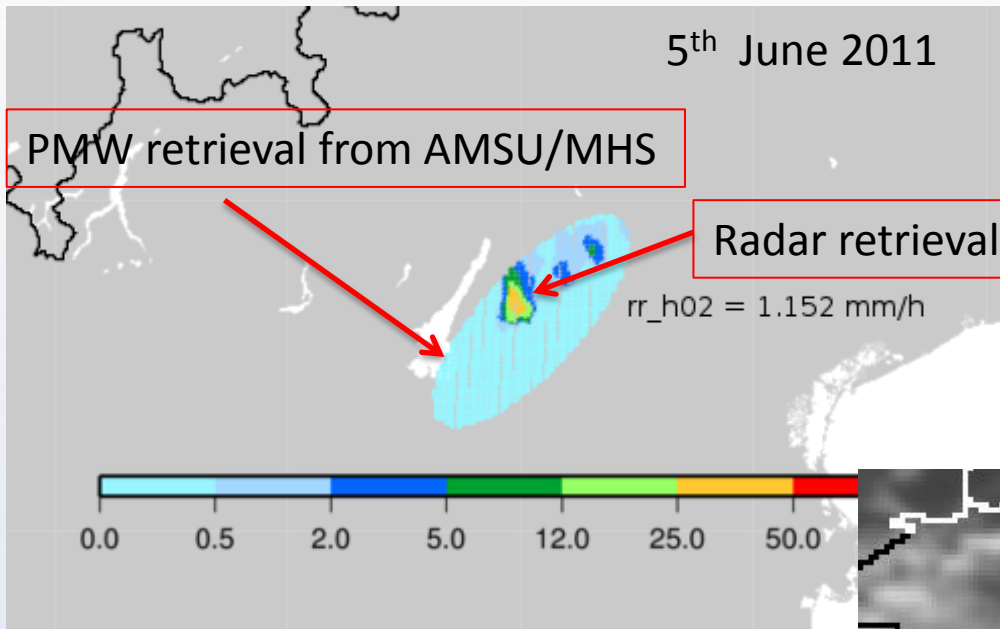 5th June 2011
PMW retrieval from AMSU/MHS
Radar retrieval
rr_h02 = 1.152 mm/h
0.0 0.5 2.0 5.0 12.0 25.0 50.0